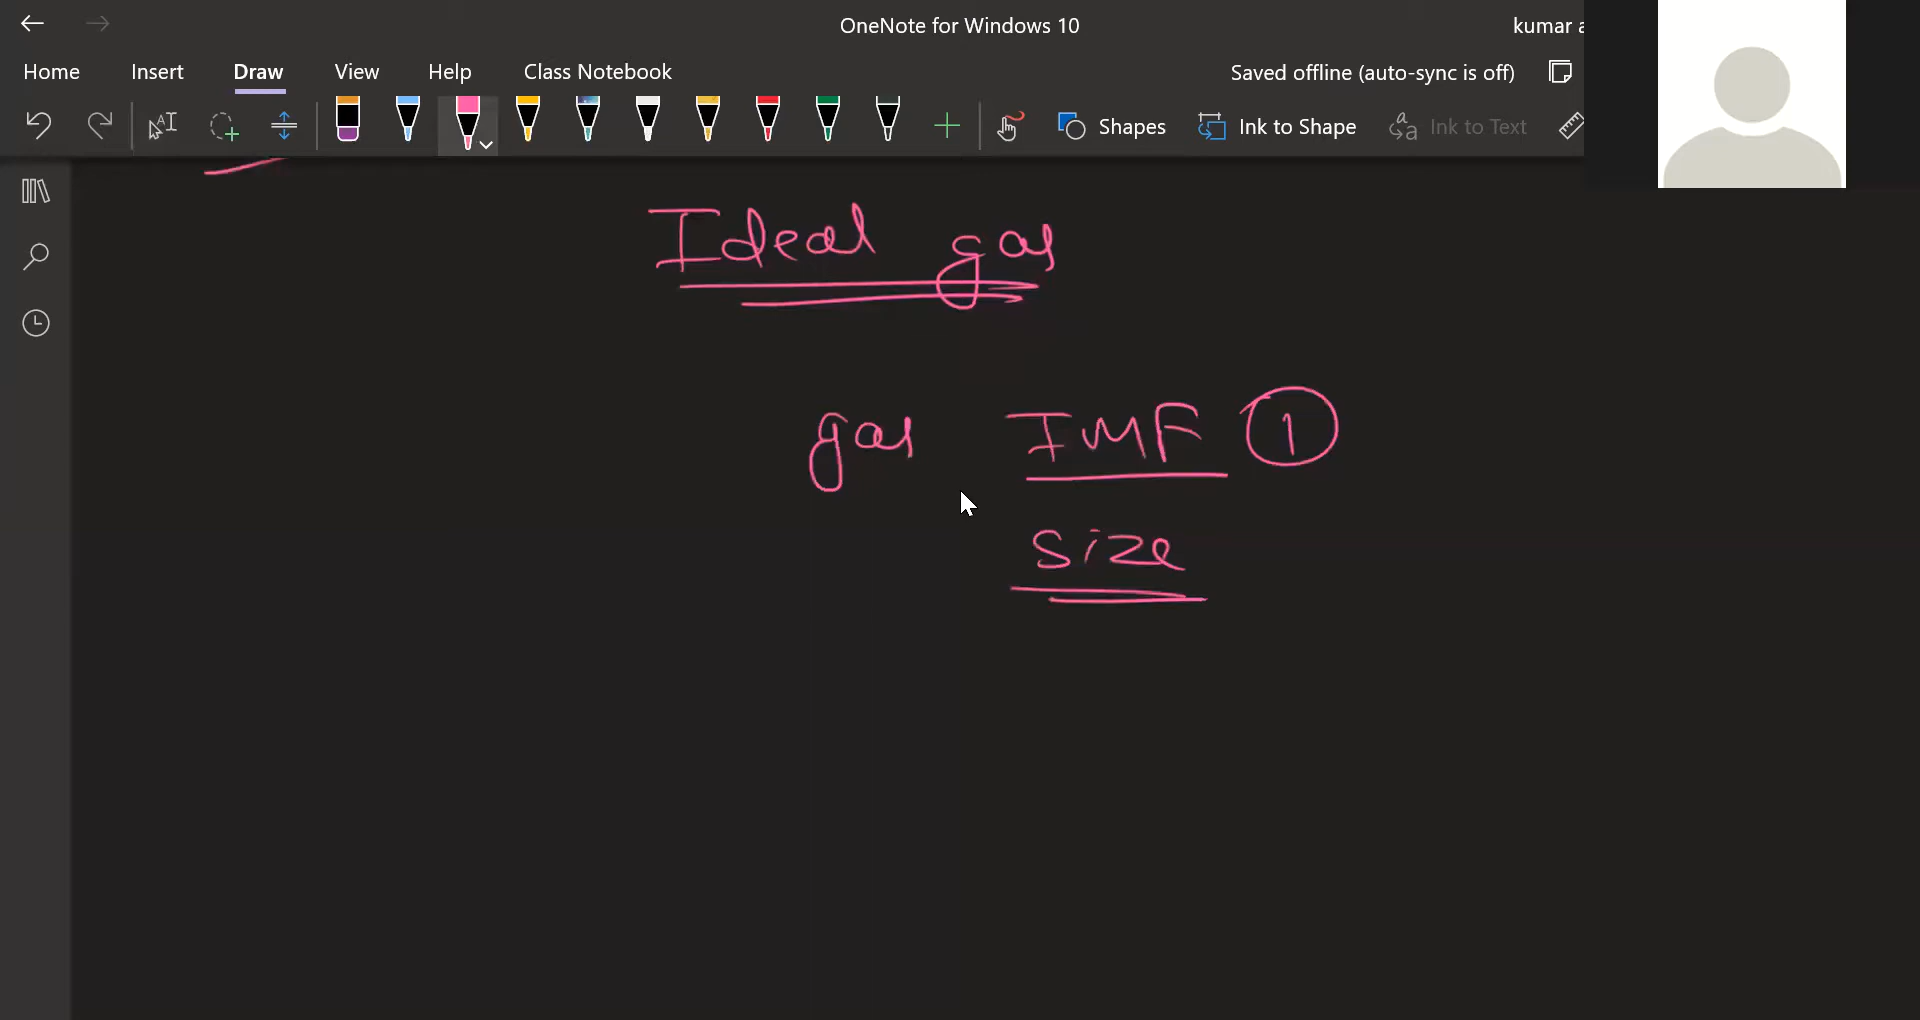 OneNote for Windows 10
kumar a
Home Insert Draw View Help Class Notebook
Saved offline (auto-sync is off)
Shapes Ink to Shape Ink to Text
Ideal gas
gas IMF 1
size